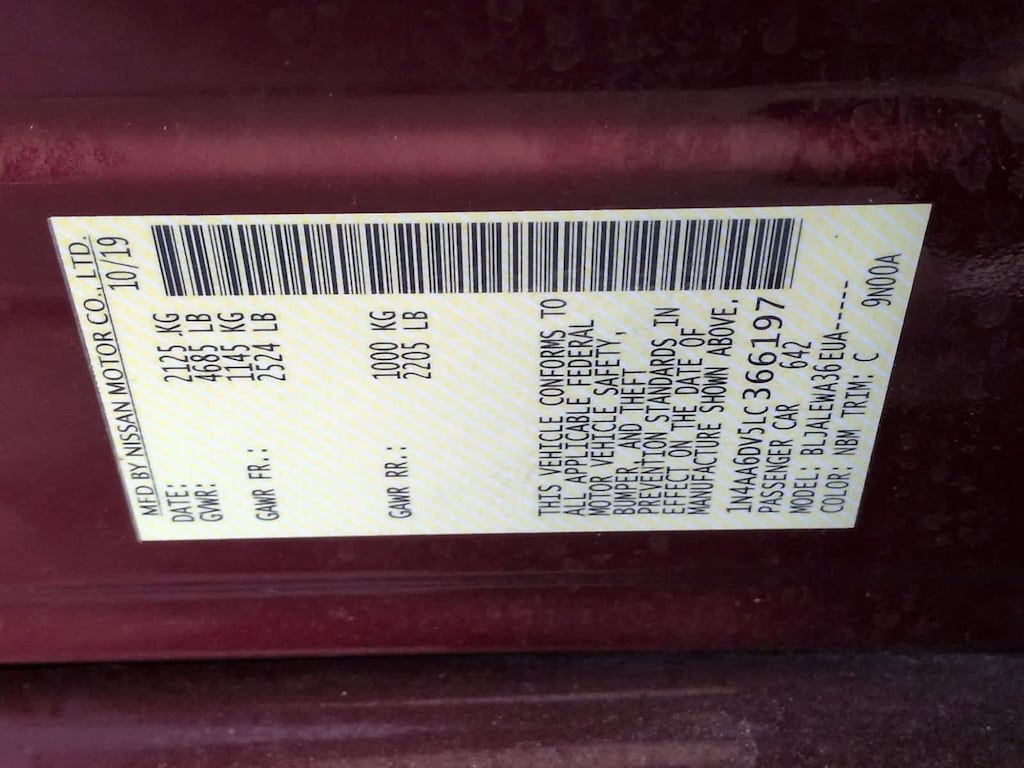 MFD BY NISSAN MOTOR CO., LTD.
DATE: 10/19
GVWR: 2125 KG
4685 LB
GAWR FR.: 1145 KG
2524 LB
GAWR RR.: 1000 KG
2205 LB
THIS VEHICLE CONFORMS TO
ALL APPLICABLE FEDERAL
MOTOR VEHICLE SAFETY,
BUMPER, AND THEFT
PREVENTION STANDARDS IN
EFFECT ON THE DATE OF
MANUFACTURE SHOWN ABOVE.
1N4AA6DV5LC366197
PASSENGER CAR 642
MODEL: BLJALEWA36EUA------
COLOR: NBM TRIM: C 9N00A